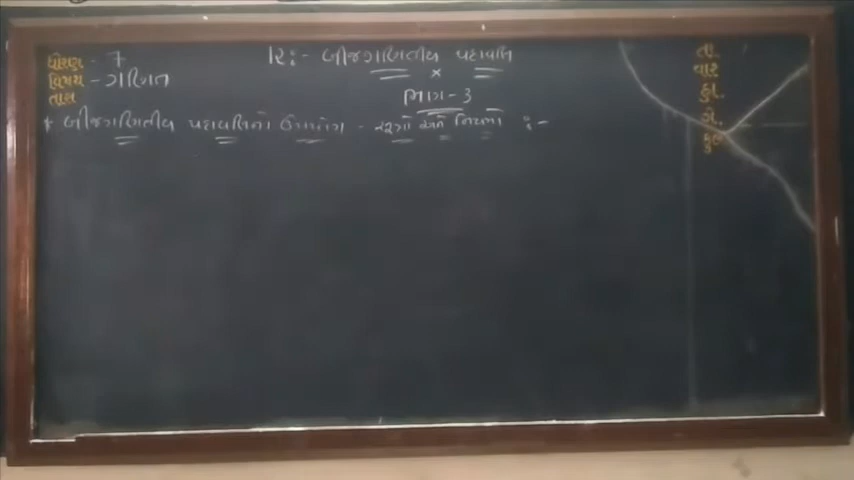 ધોરણ - 7
વિષય - ગણિત
તાસ
12:- બીજગણિતીય પદાવલિ
ભાગ-3
* બીજગણિતીય પદાવલિનો ઉપયોગ - સૂત્રો અને નિયમો :-
તા.
વાર
હા.
ગે.
કુલ